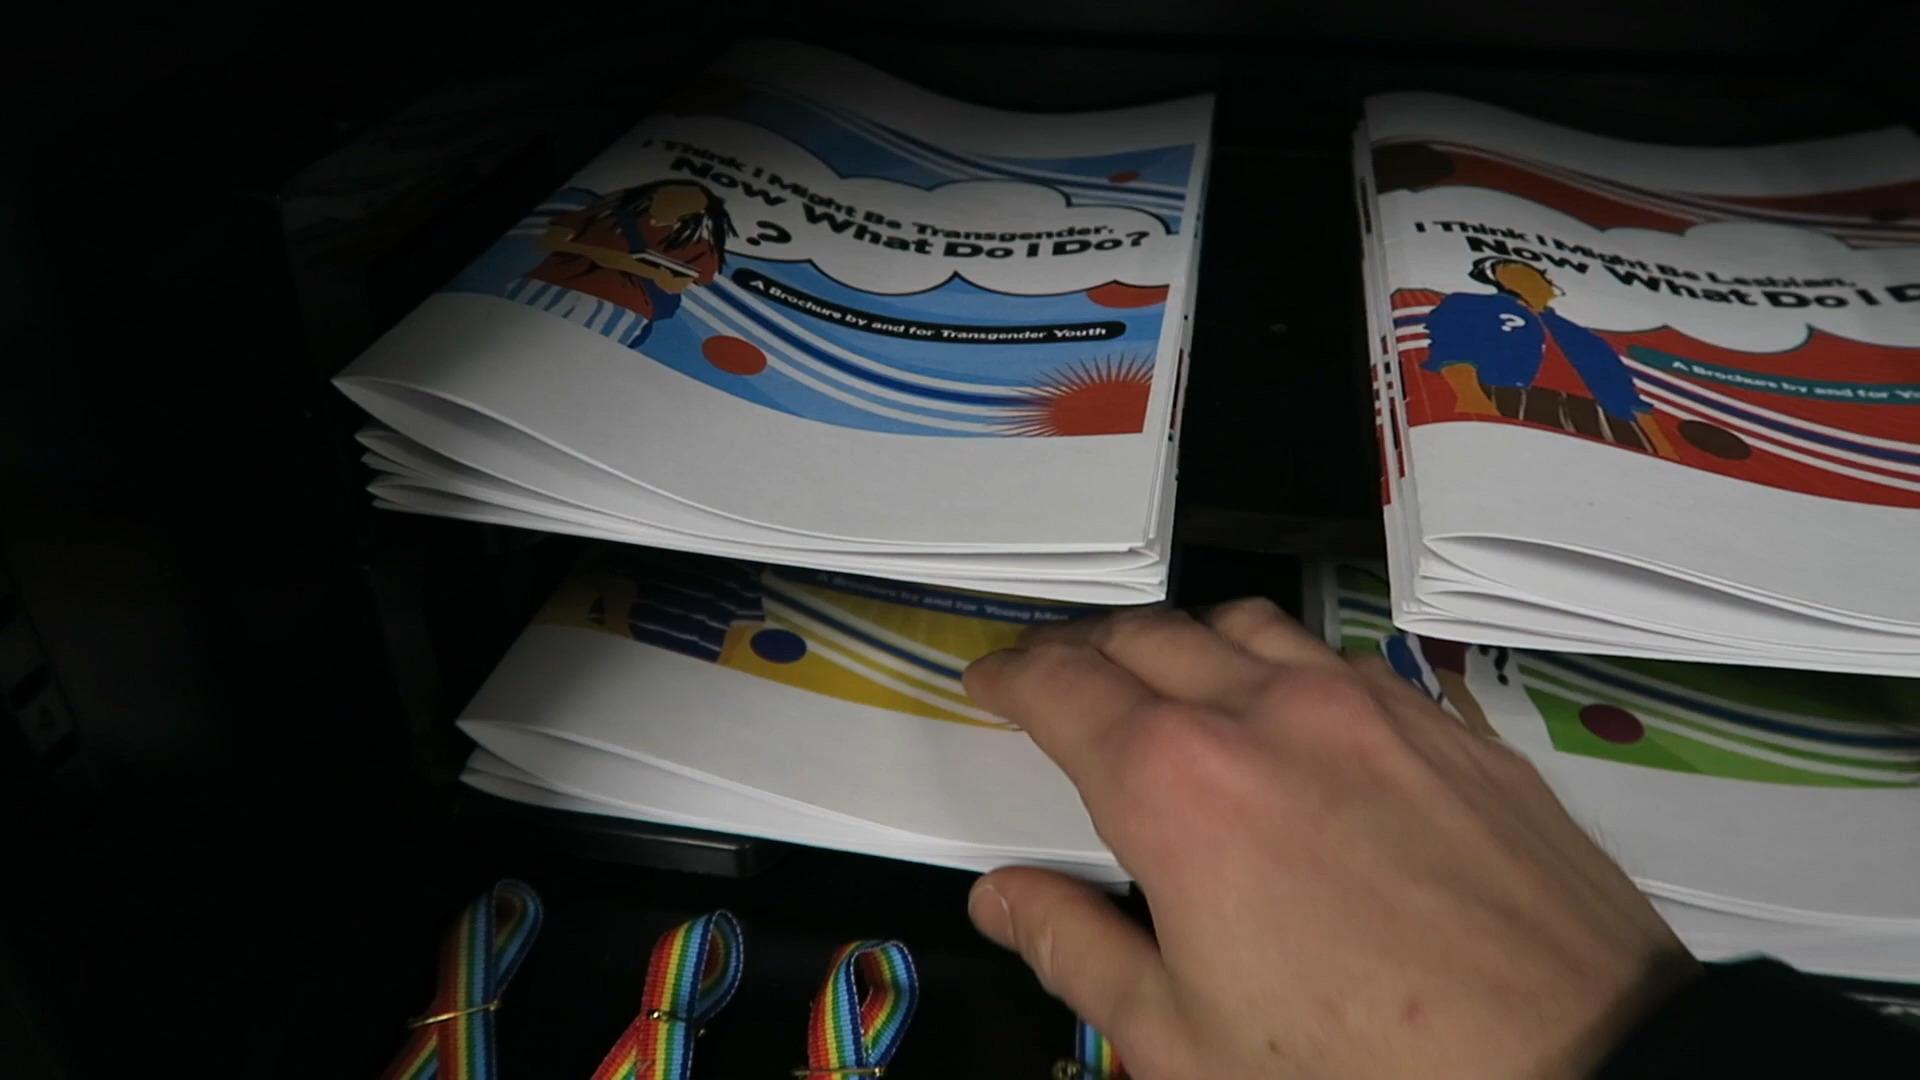 I Think I Might Be Transgender,
Now What Do I Do?
?
A Brochure by and for Transgender Youth
I Think I Might Be Lesbian,
Now What Do I
?
A Brochure by and for
A Brochure by and for Young Men
?